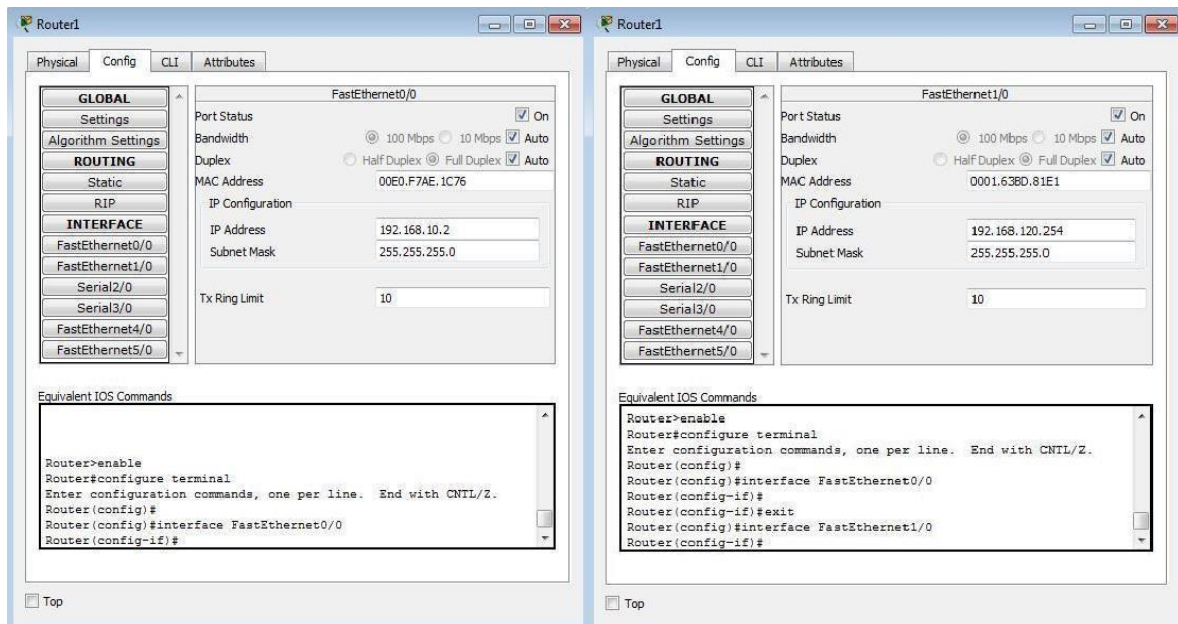 Router1
Physical Config CLI Attributes
GLOBAL
Settings
Algorithm Settings
ROUTING
Static
RIP
INTERFACE
FastEthernet0/0
FastEthernet1/0
Serial2/0
Serial3/0
FastEthernet4/0
FastEthernet5/0
FastEthernet0/0
Port Status On
Bandwidth 100 Mbps 10 Mbps Auto
Duplex Half Duplex Full Duplex Auto
MAC Address 00E0.F7AE.1C76
IP Configuration
IP Address 192.168.10.2
Subnet Mask 255.255.255.0
Tx Ring Limit 10
Equivalent IOS Commands
Router>enable
Router#configure terminal
Enter configuration commands, one per line. End with CNTL/Z.
Router(config)#
Router(config)#interface FastEthernet0/0
Router(config-if)#
Top
Router1
Physical Config CLI Attributes
GLOBAL
Settings
Algorithm Settings
ROUTING
Static
RIP
INTERFACE
FastEthernet0/0
FastEthernet1/0
Serial2/0
Serial3/0
FastEthernet4/0
FastEthernet5/0
FastEthernet1/0
Port Status On
Bandwidth 100 Mbps 10 Mbps Auto
Duplex Half Duplex Full Duplex Auto
MAC Address 0001.63BD.81E1
IP Configuration
IP Address 192.168.120.254
Subnet Mask 255.255.255.0
Tx Ring Limit 10
Equivalent IOS Commands
Router>enable
Router#configure terminal
Enter configuration commands, one per line. End with CNTL/Z.
Router(config)#
Router(config)#interface FastEthernet0/0
Router(config-if)#
Router(config-if)#exit
Router(config)#interface FastEthernet1/0
Router(config-if)#
Top